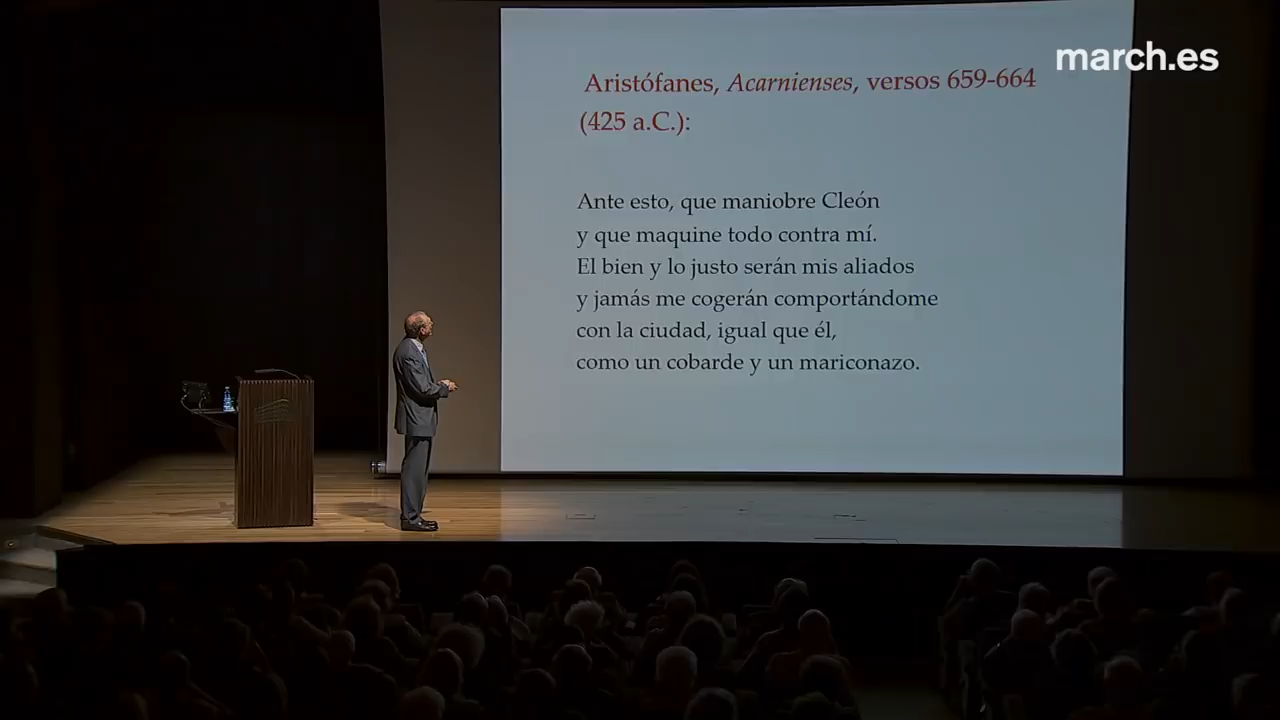 march.es
Aristófanes, Acarnienses, versos 659-664
(425 a.C.):
Ante esto, que maniobre Cleón
y que maquine todo contra mí.
El bien y lo justo serán mis aliados
y jamás me cogerán comportándome
con la ciudad, igual que él,
como un cobarde y un mariconazo.